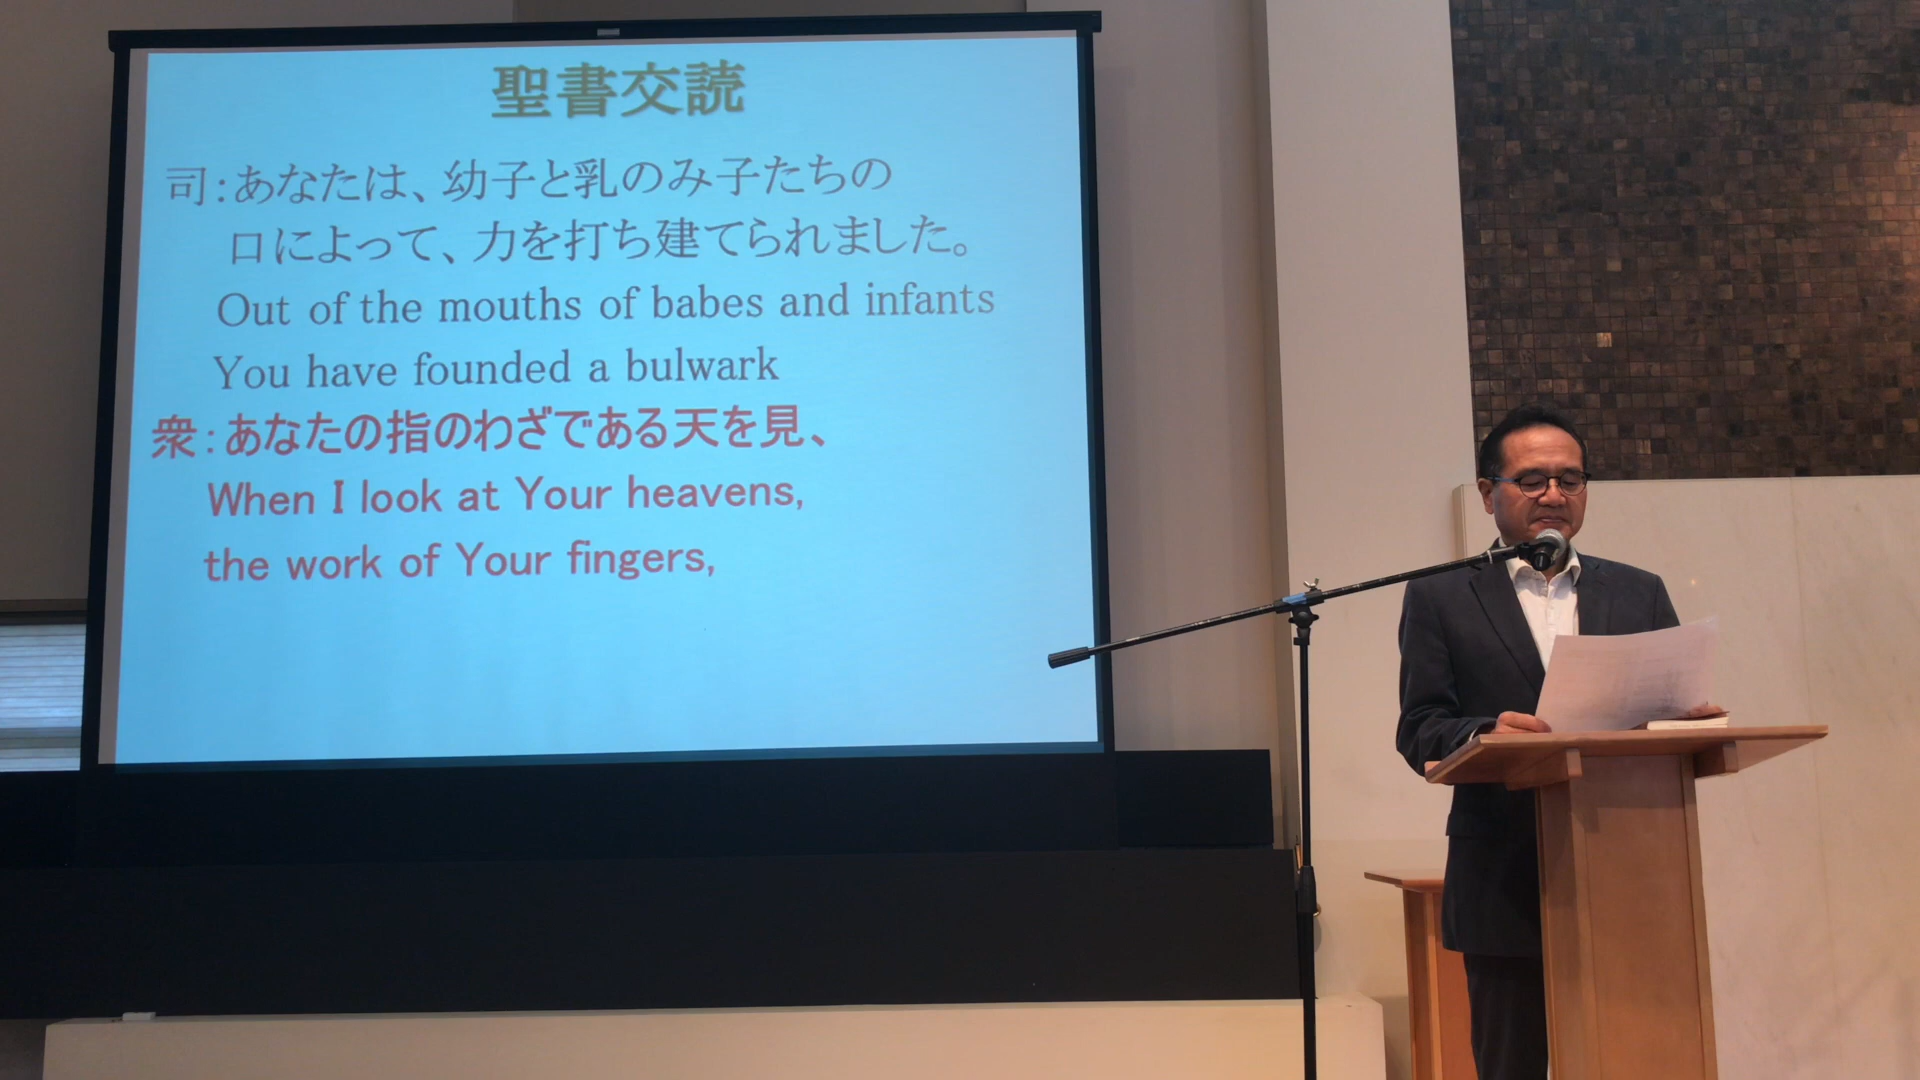 聖書交読
司：あなたは、幼子と乳のみ子たちの
口によって、力を打ち建てられました。
Out of the mouths of babes and infants
You have founded a bulwark
衆：あなたの指のわざである天を見、
When I look at Your heavens,
the work of Your fingers,